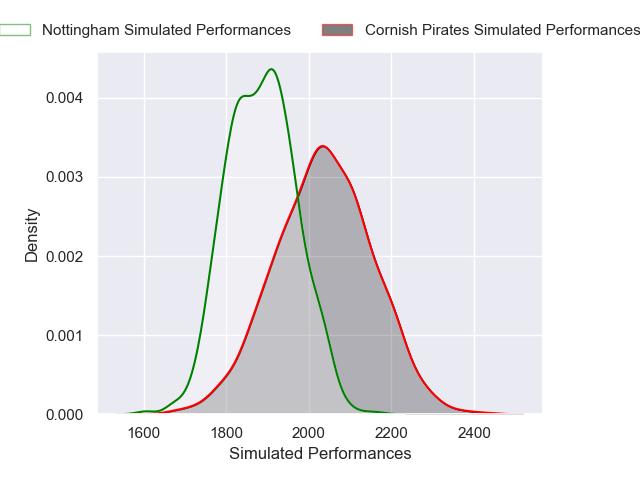 Nottingham Simulated Performances Cornish Pirates Simulated Performances
0.004
0.003
0.002
0.001
0.000
Density
1600 1800 2000 2200 2400
Simulated Performances